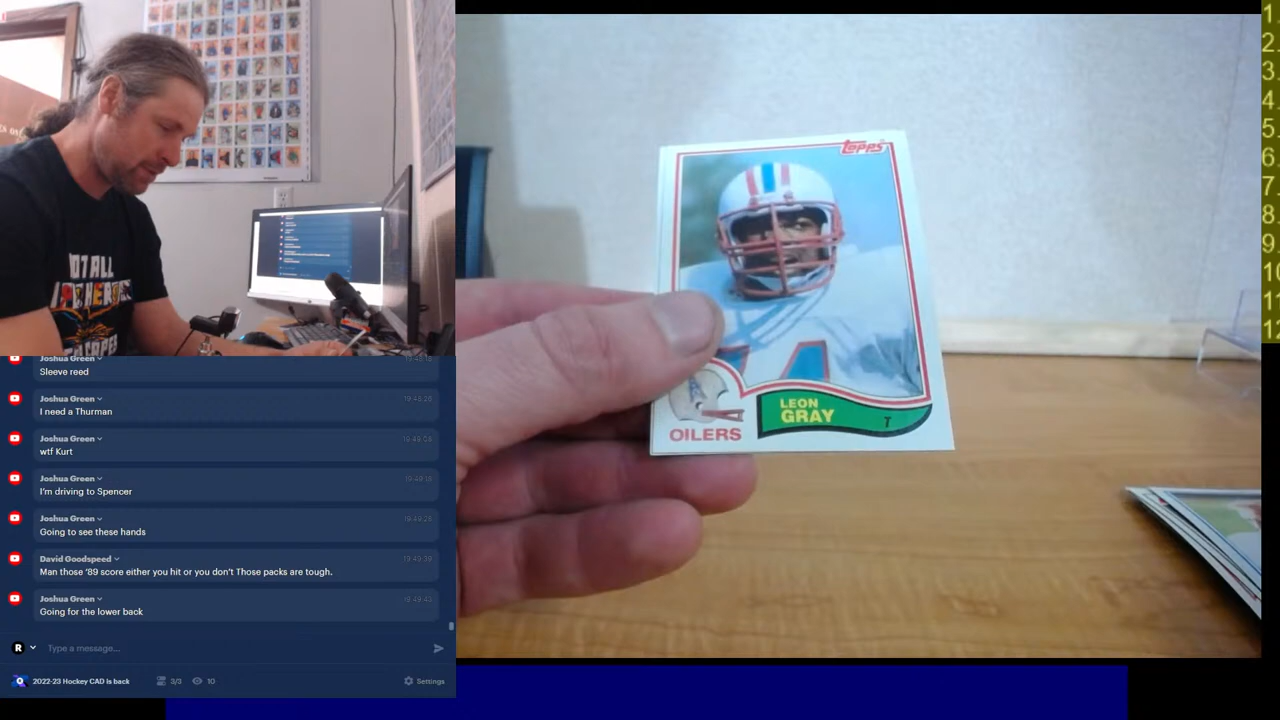 Joshua Green
Sleeve reed
Joshua Green
I need a Thurman
Joshua Green
wtf Kurt
Joshua Green
I'm driving to Spencer
Joshua Green
Going to see these hands
David Goodspeed
Man those '89 score either you hit or you don't Those packs are tough.
Joshua Green
Going for the lower back
R
Type a message...
2022-23 Hockey CAD is back
3/3
10
Settings
topps
74
LEON
GRAY
T
OILERS
1.
2.
3.
4.
5.
6.
7.
8.
9.
10